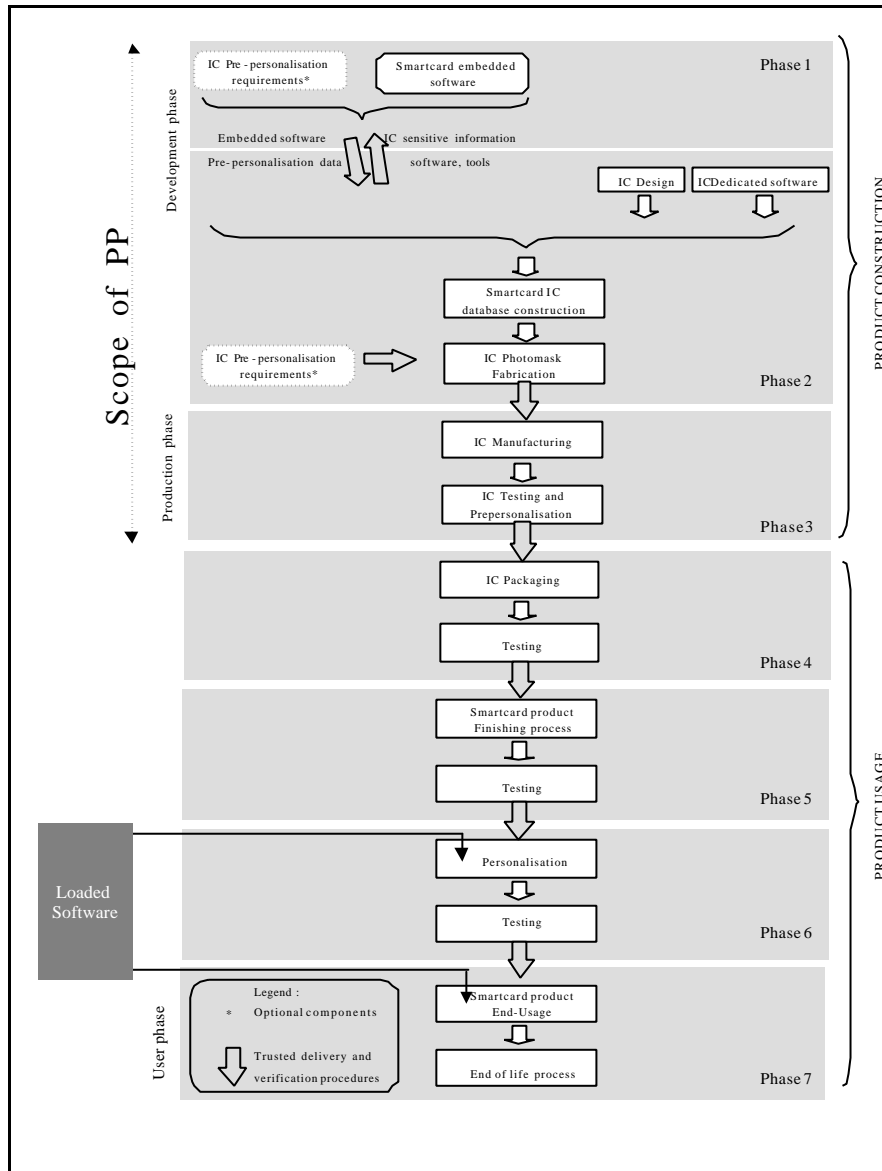 IC Pre - personalisation
requirements*
Smartcard embedded
software
Phase 1
Development phase
Embedded software
IC sensitive information
Pre-personalisation data
software, tools
IC Design
ICDedicated software
PRODUCT CONSTRUCTION
Scope of PP
Smartcard IC
database construction
IC Pre - personalisation
requirements*
IC Photomask
Fabrication
Phase 2
Production phase
IC Manufacturing
IC Testing and
Prepersonalisation
Phase3
IC Packaging
Testing
Phase 4
Smartcard product
Finishing process
Testing
Phase 5
PRODUCT USAGE
Loaded
Software
Personalisation
Testing
Phase 6
User phase
Legend :
* Optional components
Trusted delivery and
verification procedures
Smartcard product
End-Usage
End of life process
Phase 7